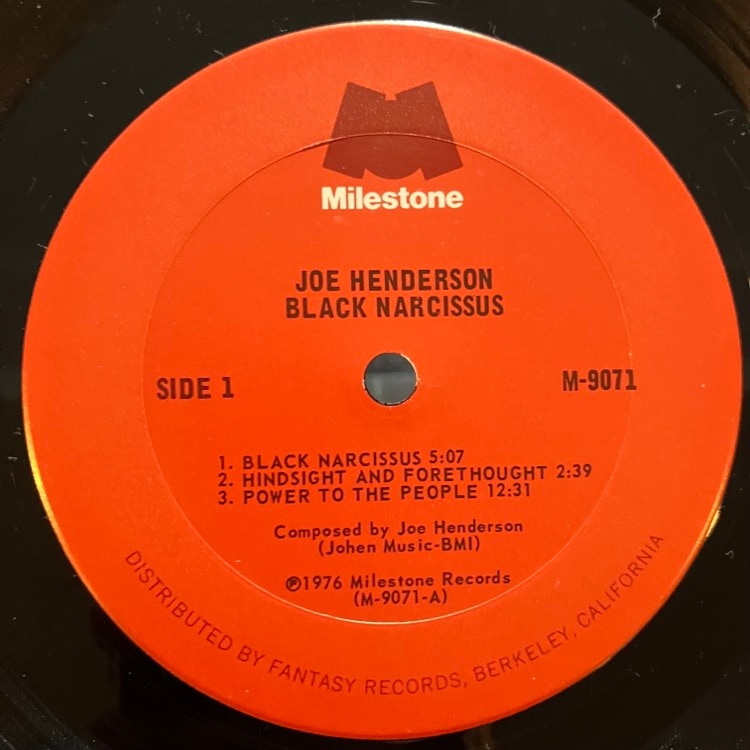 Milestone
JOE HENDERSON
BLACK NARCISSUS
SIDE 1
M-9071
1. BLACK NARCISSUS 5:07
2. HINDSIGHT AND FORETHOUGHT 2:39
3. POWER TO THE PEOPLE 12:31
Composed by Joe Henderson
(Johen Music-BMI)
℗1976 Milestone Records
(M-9071-A)
DISTRIBUTED BY FANTASY RECORDS, BERKELEY, CALIFORNIA